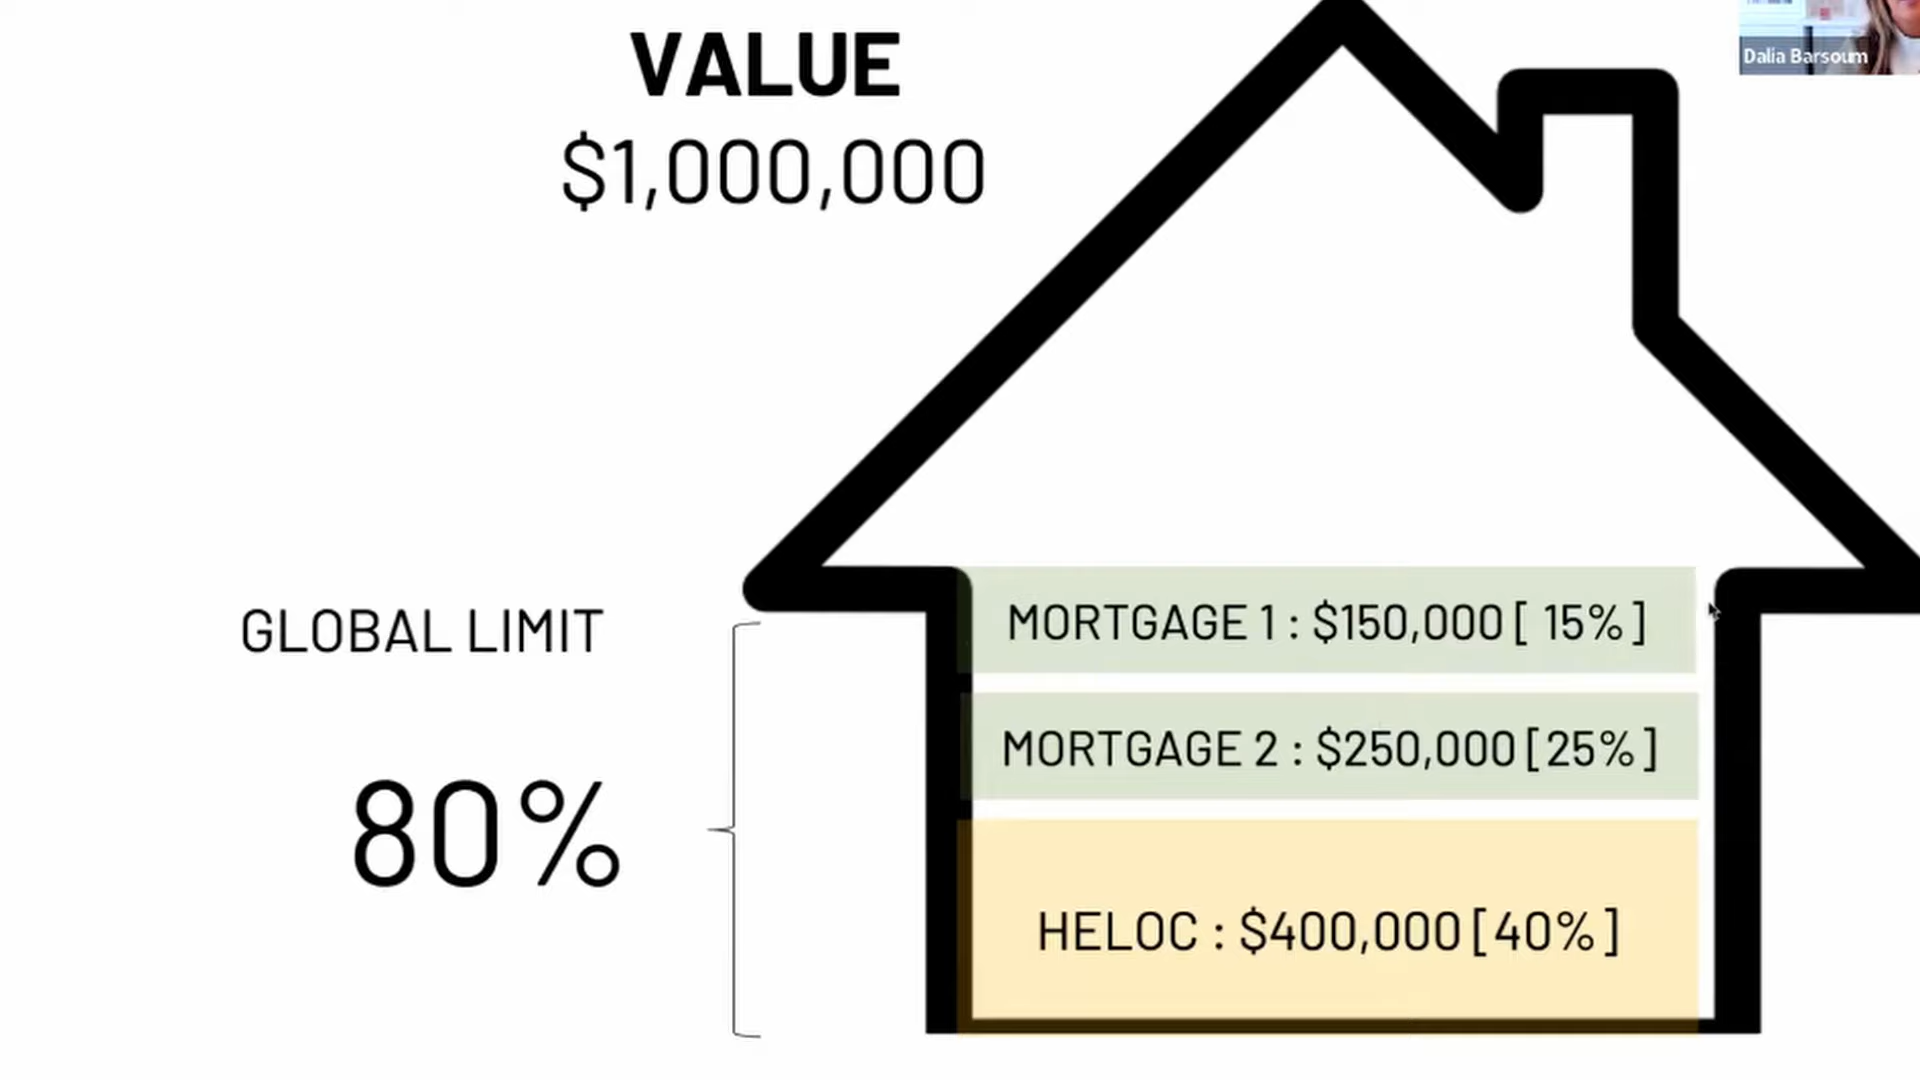 VALUE
$1,000,000
Dalia Barsoum
GLOBAL LIMIT
80%
MORTGAGE 1 : $150,000 [ 15% ]
MORTGAGE 2 : $250,000 [25% ]
HELOC : $400,000 [40% ]